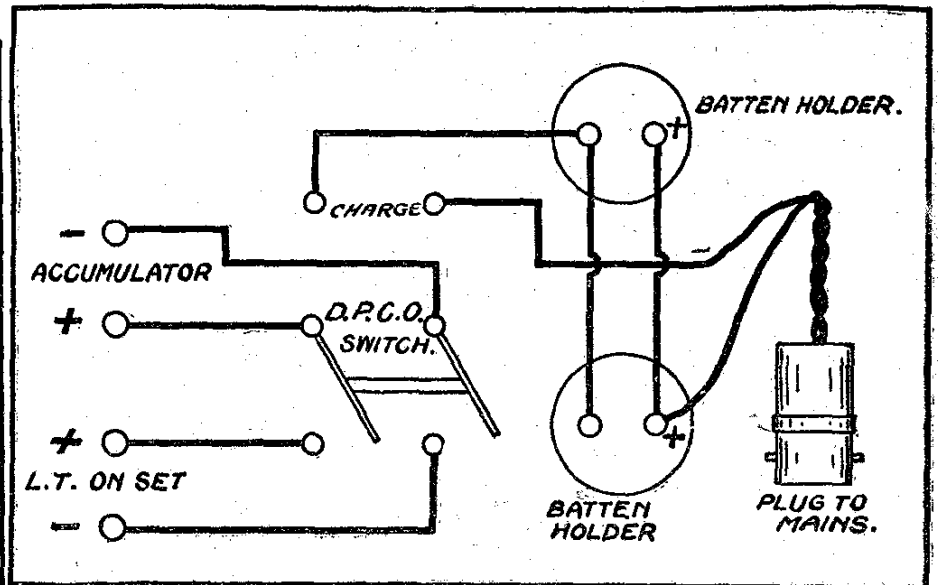 BATTEN HOLDER.
+
CHARGE
-
-
ACCUMULATOR
+
D.P.C.O.
SWITCH.
+
L.T. ON SET
-
+
BATTEN
HOLDER
PLUG TO
MAINS.